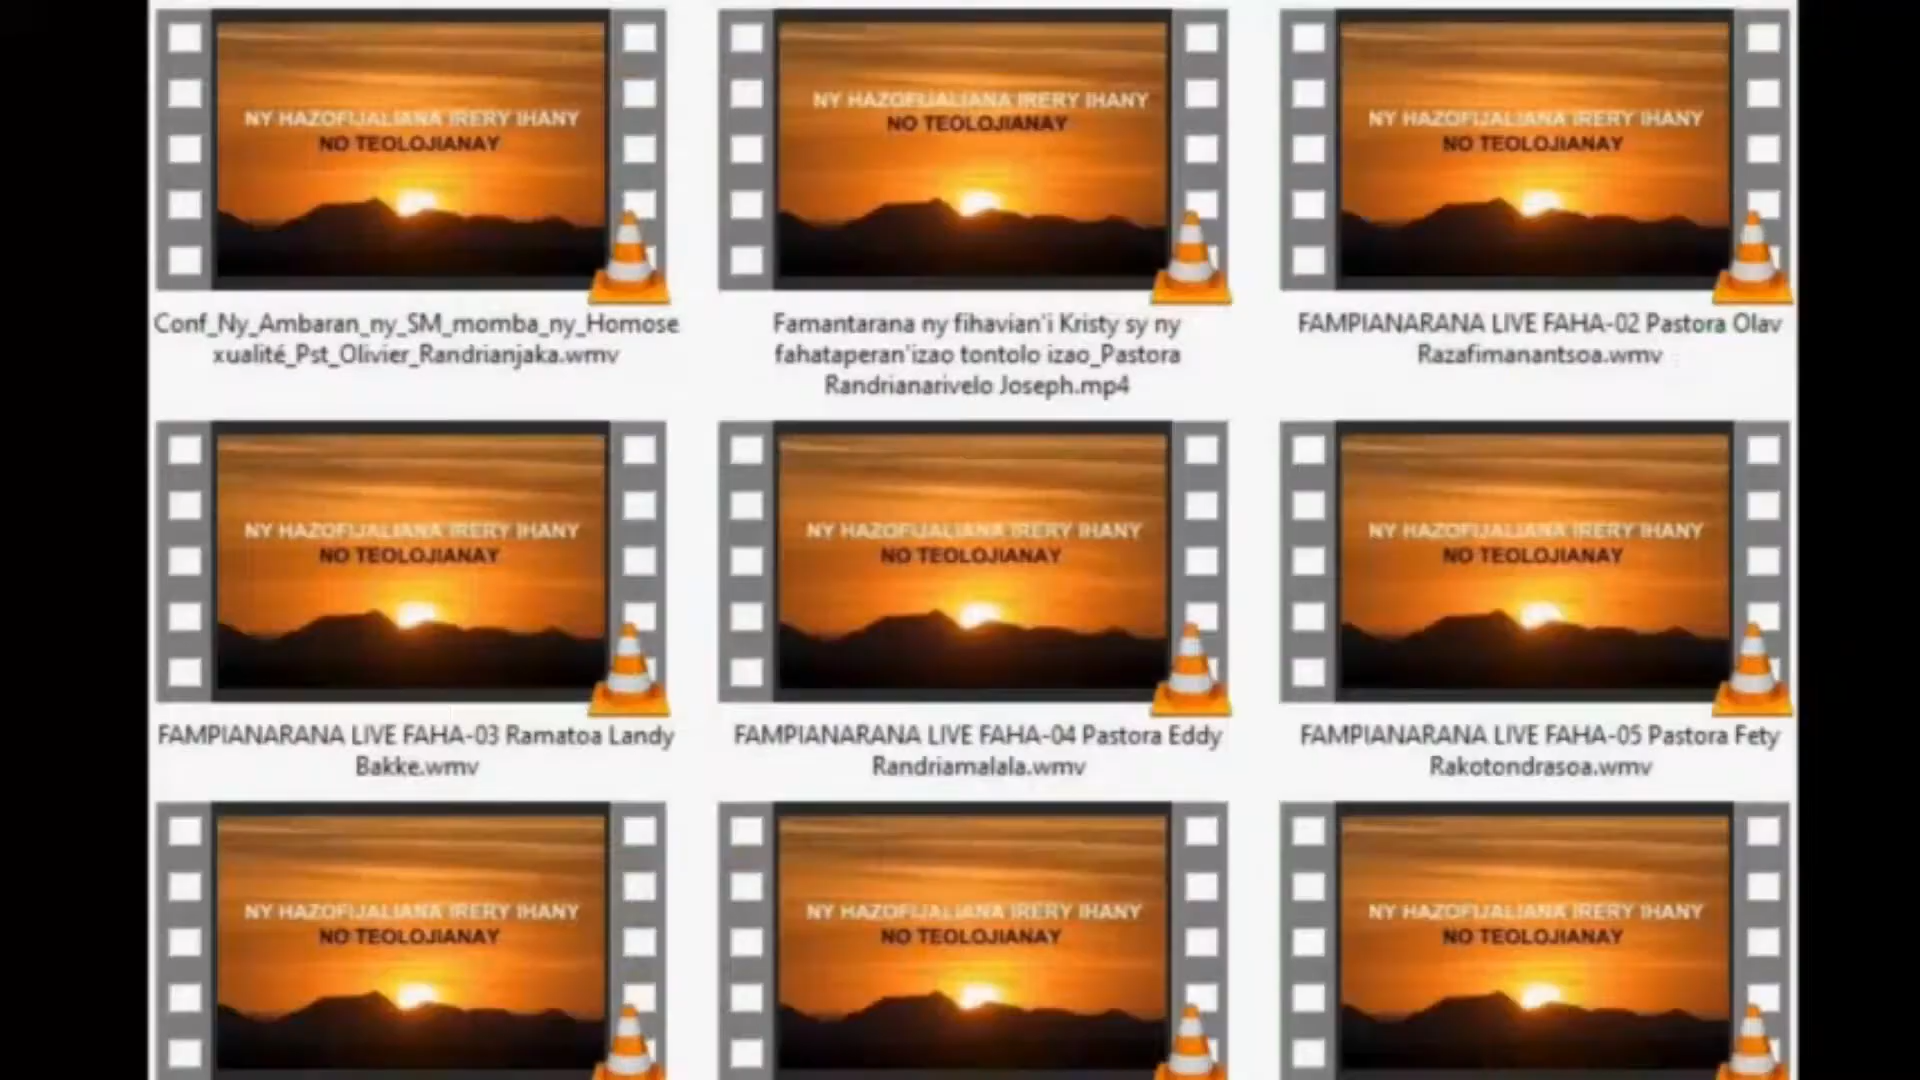 NY HAZOFIJALIANA IRERY IHANY
NO TEOLOJIANAY
NY HAZOFIJALIANA IRERY IHANY
NO TEOLOJIANAY
NY HAZOFIJALIANA IRERY IHANY
NO TEOLOJIANAY
Conf_Ny_Ambaran_ny_SM_momba_ny_Homose
xualité_Pst_Olivier_Randrianjaka.wmv
Famantarana ny fihavian'i Kristy sy ny
fahataperan'izao tontolo izao_Pastora
Randrianarivelo Joseph.mp4
FAMPIANARANA LIVE FAHA-02 Pastora Olav
Razafimanantsoa.wmv
NY HAZOFIJALIANA IRERY IHANY
NO TEOLOJIANAY
NY HAZOFIJALIANA IRERY IHANY
NO TEOLOJIANAY
NY HAZOFIJALIANA IRERY IHANY
NO TEOLOJIANAY
FAMPIANARANA LIVE FAHA-03 Ramatoa Landy
Bakke.wmv
FAMPIANARANA LIVE FAHA-04 Pastora Eddy
Randriamalala.wmv
FAMPIANARANA LIVE FAHA-05 Pastora Fety
Rakotondrasoa.wmv
NY HAZOFIJALIANA IRERY IHANY
NO TEOLOJIANAY
NY HAZOFIJALIANA IRERY IHANY
NO TEOLOJIANAY
NY HAZOFIJALIANA IRERY IHANY
NO TEOLOJIANAY